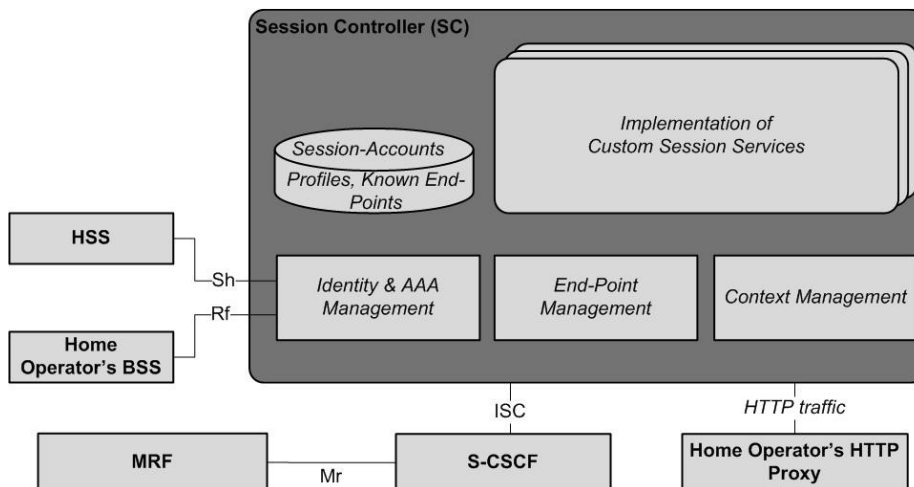 Session Controller (SC)
Implementation of
Custom Session Services
Session-Accounts
Profiles, Known End-
Points
HSS
Sh
Identity & AAA
Management
End-Point
Management
Context Management
Rf
Home
Operator's BSS
ISC
HTTP traffic
MRF
Mr
S-CSCF
Home Operator's HTTP
Proxy